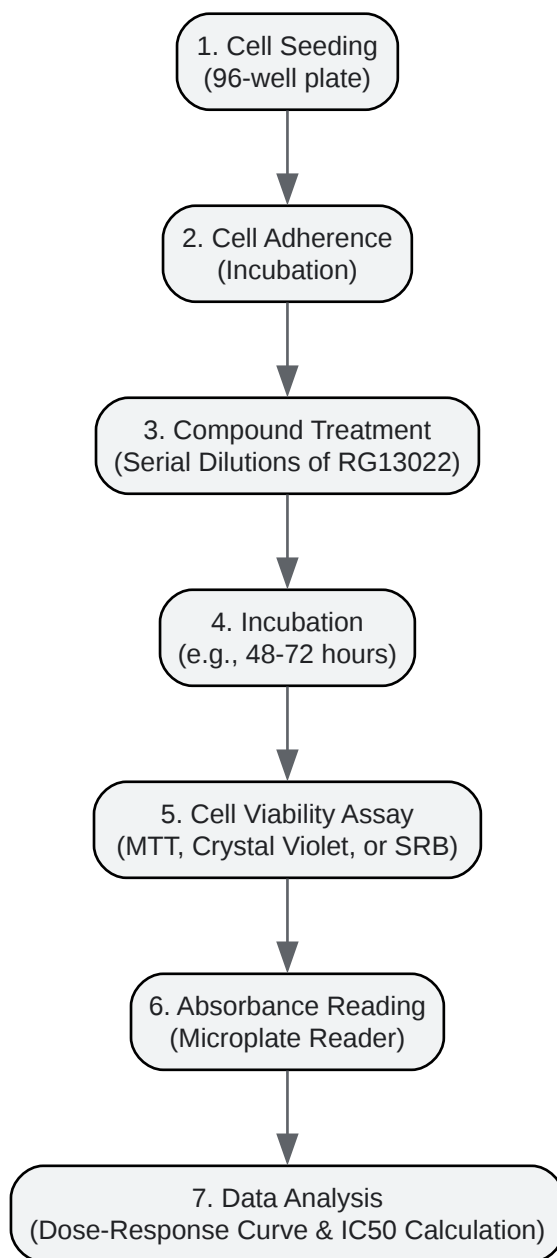 1. Cell Seeding
(96-well plate)
2. Cell Adherence
(Incubation)
3. Compound Treatment
(Serial Dilutions of RG13022)
4. Incubation
(e.g., 48-72 hours)
5. Cell Viability Assay
(MTT, Crystal Violet, or SRB)
6. Absorbance Reading
(Microplate Reader)
7. Data Analysis
(Dose-Response Curve & IC50 Calculation)